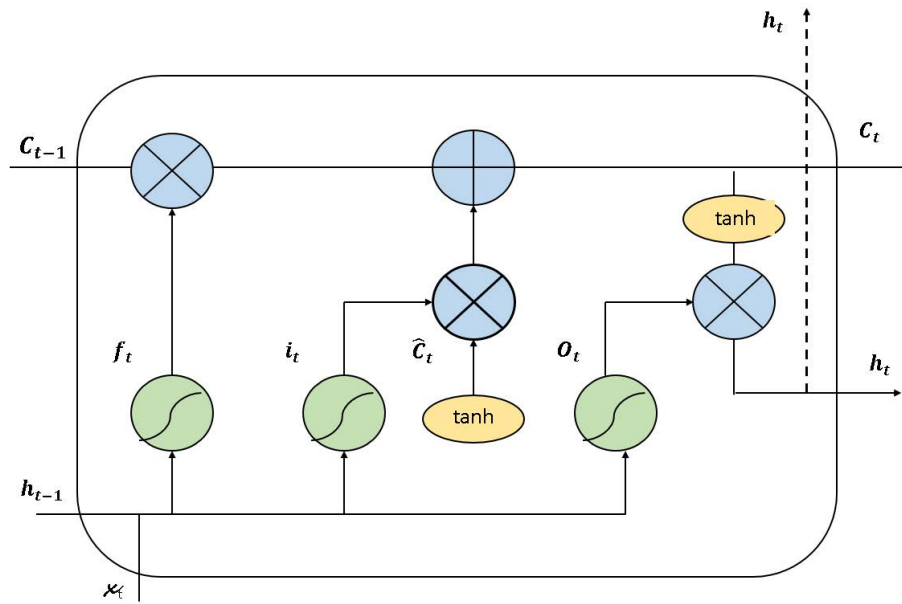 h_t
C_{t-1}
C_t
tanh
f_t
i_t
Ĉ_t
O_t
h_t
tanh
h_{t-1}
x_t